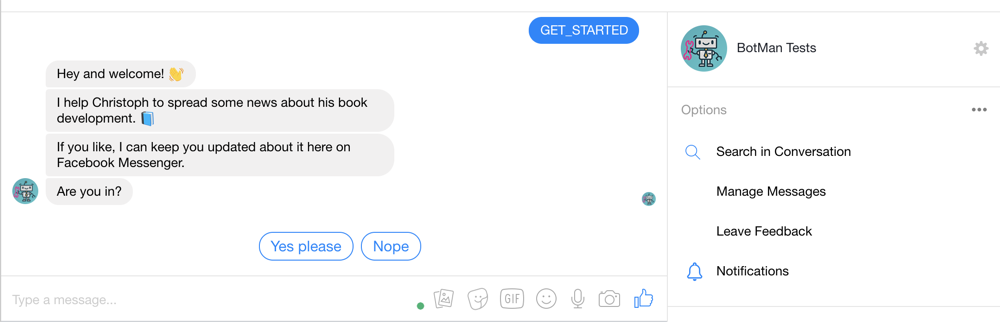 GET_STARTED
Hey and welcome! 👋
I help Christoph to spread some news about his book
development. 📘
If you like, I can keep you updated about it here on
Facebook Messenger.
Are you in?
Yes please
Nope
Type a message...
GIF
BotMan Tests
Options
Search in Conversation
Manage Messages
Leave Feedback
Notifications